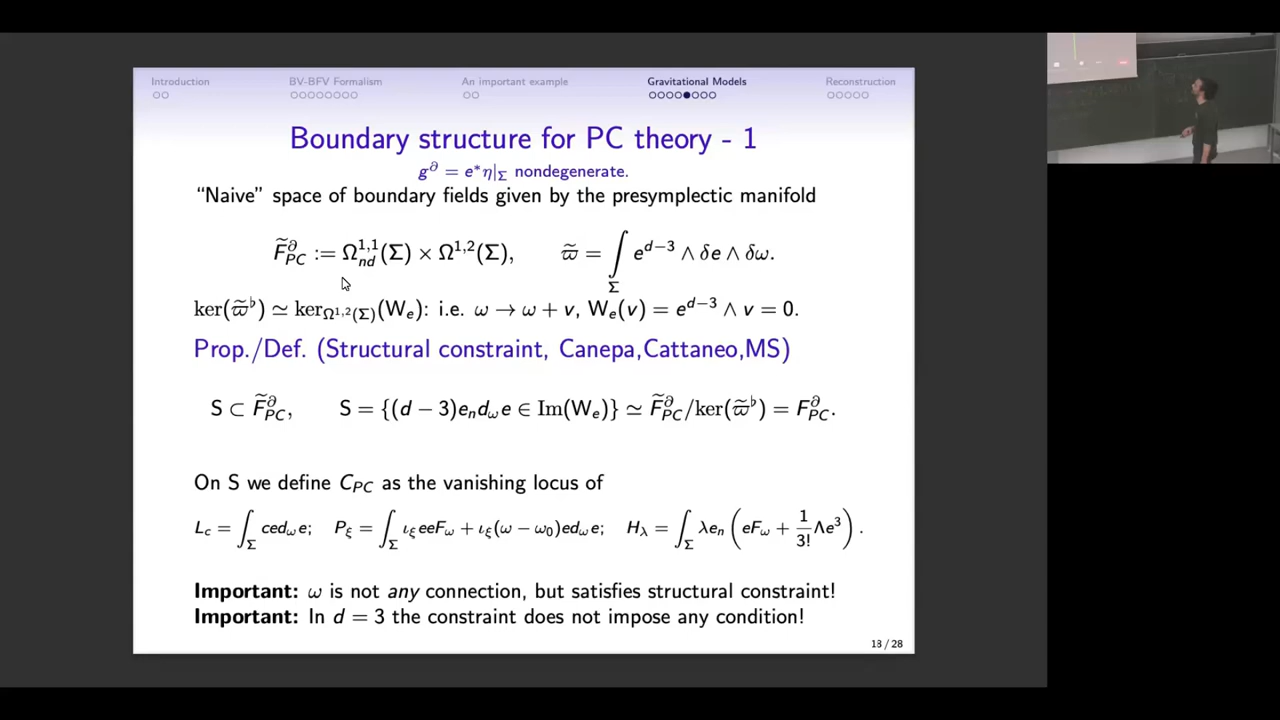 Introduction BV-BFV Formalism An important example Gravitational Models Reconstruction
Boundary structure for PC theory - 1
g^∂ = e*η|_Σ nondegenerate.
“Naive” space of boundary fields given by the presymplectic manifold
F̃^∂_PC := Ω^{1,1}_{nd}(Σ) × Ω^{1,2}(Σ), ϖ̃ = ∫_Σ e^{d−3} ∧ δe ∧ δω.
ker(ϖ̃^♭) ≃ ker_{Ω^{1,2}(Σ)}(W_e): i.e. ω → ω + v, W_e(v) = e^{d−3} ∧ v = 0.
Prop./Def. (Structural constraint, Canepa,Cattaneo,MS)
S ⊂ F̃^∂_PC, S = {(d − 3)e_n d_ω e ∈ Im(W_e)} ≃ F̃^∂_PC/ker(ϖ̃^♭) = F^∂_PC.
On S we define C_PC as the vanishing locus of
L_c = ∫_Σ ced_ω e; P_ξ = ∫_Σ ι_ξ eeF_ω + ι_ξ(ω − ω_0)ed_ω e; H_λ = ∫_Σ λe_n (eF_ω + 1/3! Λe^3).
Important: ω is not any connection, but satisfies structural constraint!
Important: In d = 3 the constraint does not impose any condition!
18 / 28